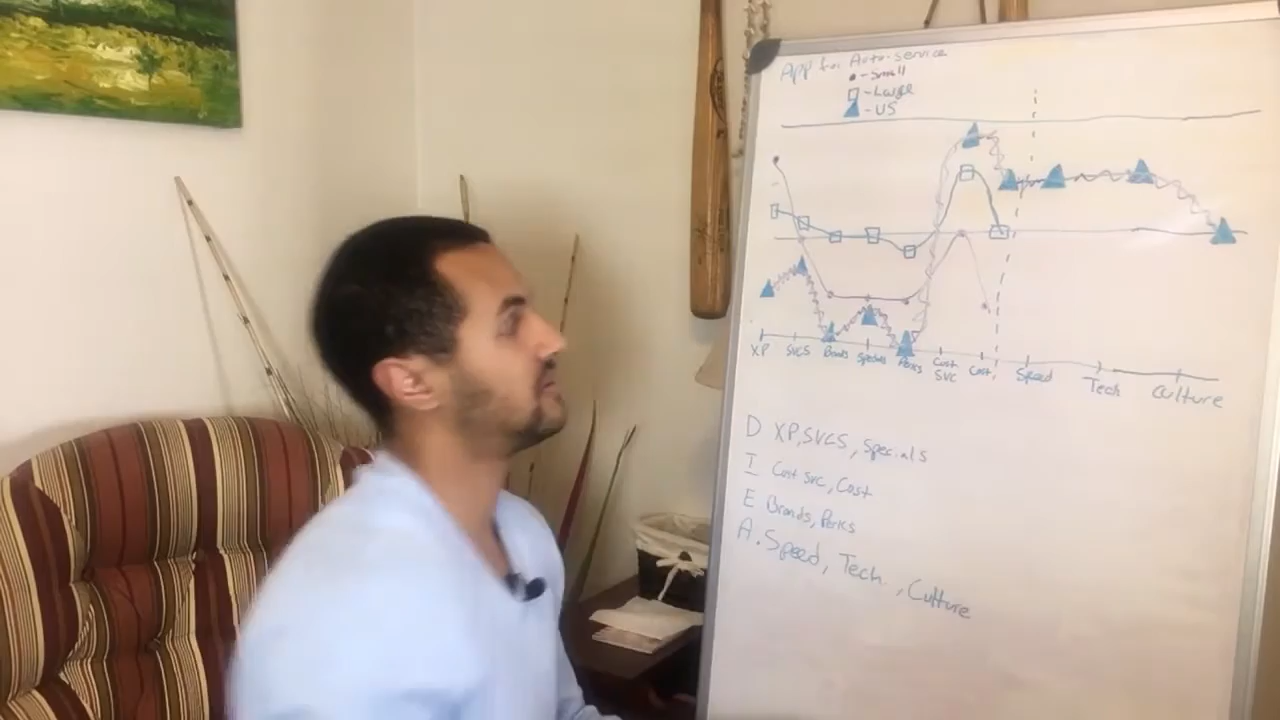 App for Auto-service
• - Small
□ - Large
▲ - US
XP SVCS Brands Specials Perks Cost SVC Cost Speed Tech Culture
D XP, SVCS, Specials
I Cost SVC, Cost
E Brands, Perks
A. Speed, Tech, Culture